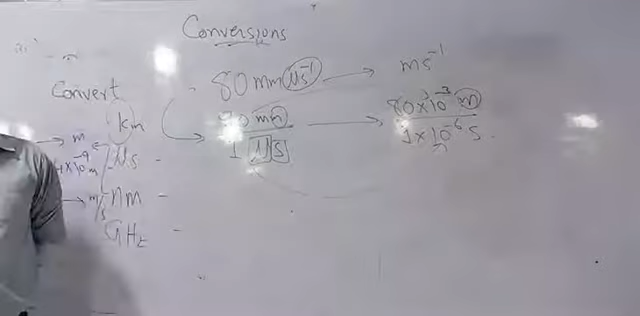 Conversions
80 mm μs⁻¹ → ms⁻¹
Convert
km
80 mm / 1 μs → 80×10⁻³ m / 1×10⁻⁶ s
→ m
μs -
→ nm -
GHz -